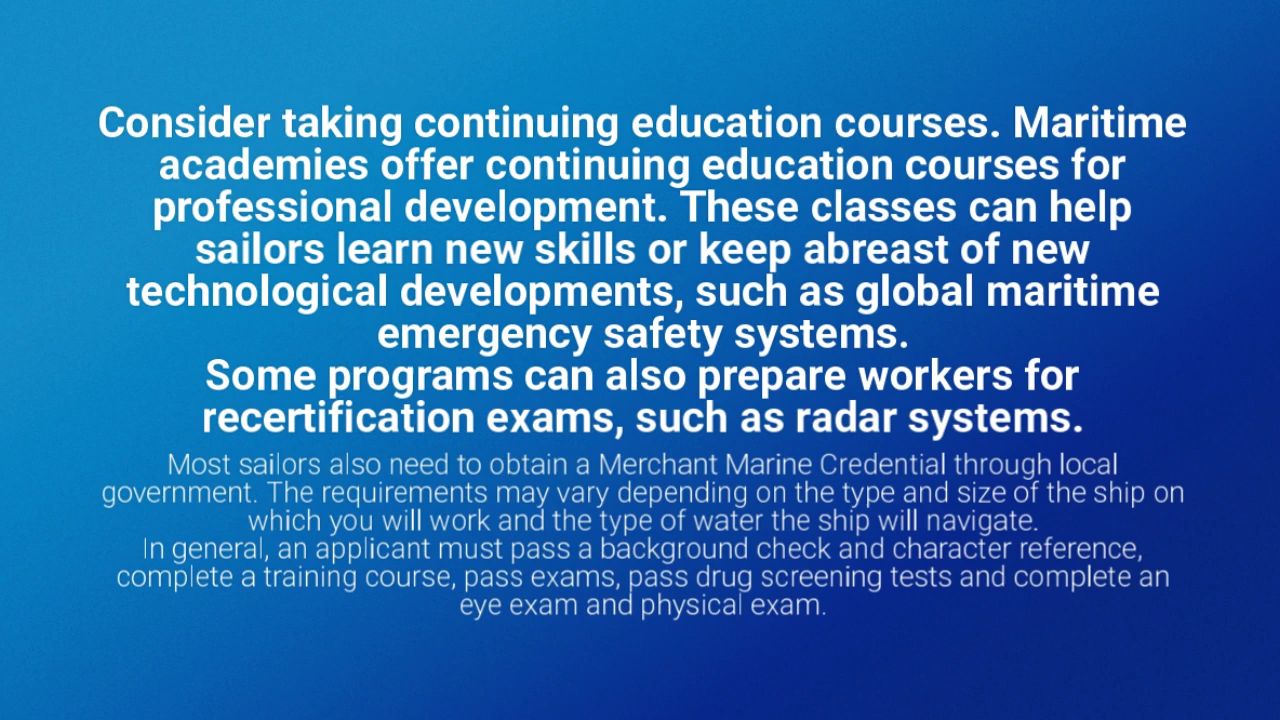 Consider taking continuing education courses. Maritime
academies offer continuing education courses for
professional development. These classes can help
sailors learn new skills or keep abreast of new
technological developments, such as global maritime
emergency safety systems.
Some programs can also prepare workers for
recertification exams, such as radar systems.
Most sailors also need to obtain a Merchant Marine Credential through local
government. The requirements may vary depending on the type and size of the ship on
which you will work and the type of water the ship will navigate.
In general, an applicant must pass a background check and character reference,
complete a training course, pass exams, pass drug screening tests and complete an
eye exam and physical exam.